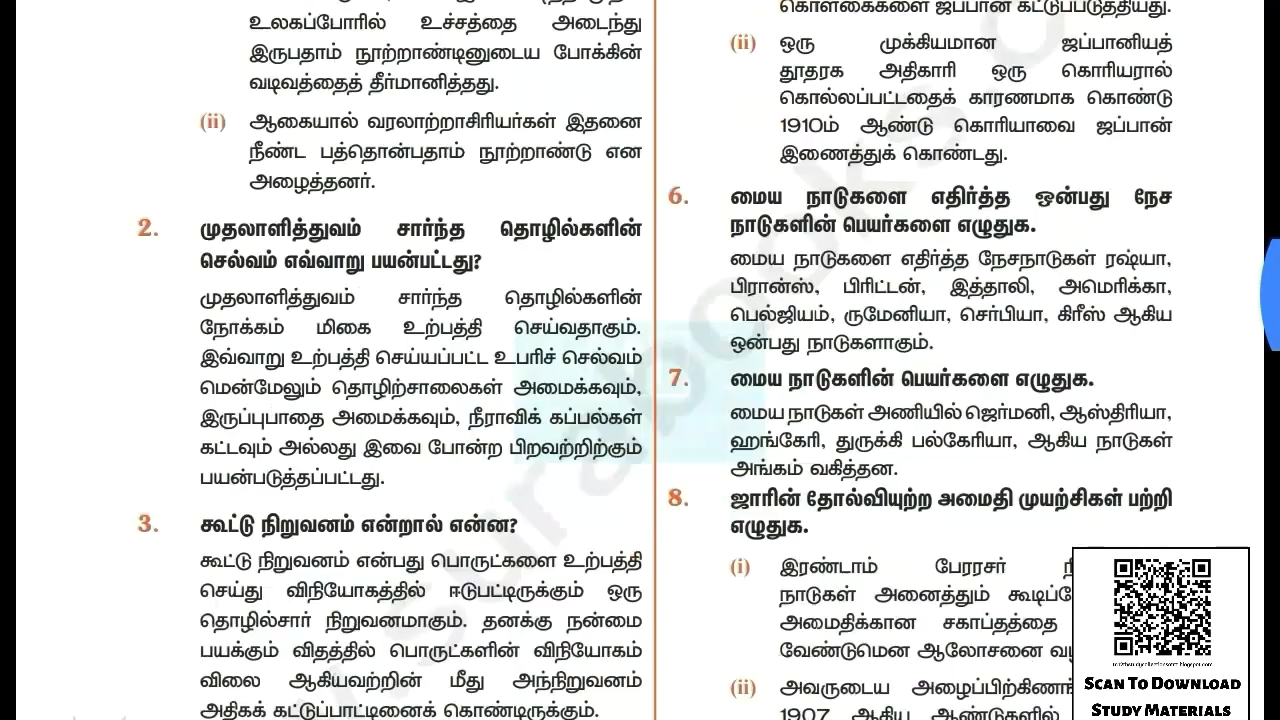 உலகப்போரில் உச்சத்தை அடைந்து
இருபதாம் நூற்றாண்டினுடைய போக்கின்
வடிவத்தைத் தீர்மானித்தது.
(ii) ஆகையால் வரலாற்றாசிரியர்கள் இதனை
நீண்ட பத்தொன்பதாம் நூற்றாண்டு என
அழைத்தனர்.
2. முதலாளித்துவம் சார்ந்த தொழில்களின்
செல்வம் எவ்வாறு பயன்பட்டது?
முதலாளித்துவம் சார்ந்த தொழில்களின்
நோக்கம் மிகை உற்பத்தி செய்வதாகும்.
இவ்வாறு உற்பத்தி செய்யப்பட்ட உபரிச் செல்வம்
மென்மேலும் தொழிற்சாலைகள் அமைக்கவும்,
இருப்புபாதை அமைக்கவும், நீராவிக் கப்பல்கள்
கட்டவும் அல்லது இவை போன்ற பிறவற்றிற்கும்
பயன்படுத்தப்பட்டது.
3. கூட்டு நிறுவனம் என்றால் என்ன?
கூட்டு நிறுவனம் என்பது பொருட்களை உற்பத்தி
செய்து விநியோகத்தில் ஈடுபட்டிருக்கும் ஒரு
தொழில்சார் நிறுவனமாகும். தனக்கு நன்மை
பயக்கும் விதத்தில் பொருட்களின் விநியோகம்
விலை ஆகியவற்றின் மீது அந்நிறுவனம்
அதிகக் கட்டுப்பாட்டினைக் கொண்டிருக்கும்.
கொள்கைகளை ஜப்பான் கட்டுப்படுத்தியது.
(ii) ஒரு முக்கியமான ஜப்பானியத்
தூதரக அதிகாரி ஒரு கொரியரால்
கொல்லப்பட்டதைக் காரணமாக கொண்டு
1910ம் ஆண்டு கொரியாவை ஜப்பான்
இணைத்துக் கொண்டது.
6. மைய நாடுகளை எதிர்த்த ஒன்பது நேச
நாடுகளின் பெயர்களை எழுதுக.
மைய நாடுகளை எதிர்த்த நேசநாடுகள் ரஷ்யா,
பிரான்ஸ், பிரிட்டன், இத்தாலி, அமெரிக்கா,
பெல்ஜியம், ருமேனியா, செர்பியா, கிரீஸ் ஆகிய
ஒன்பது நாடுகளாகும்.
7. மைய நாடுகளின் பெயர்களை எழுதுக.
மைய நாடுகள் அணியில் ஜெர்மனி, ஆஸ்திரியா,
ஹங்கேரி, துருக்கி பல்கேரியா, ஆகிய நாடுகள்
அங்கம் வகித்தன.
8. ஜாரின் தோல்வியுற்ற அமைதி முயற்சிகள் பற்றி
எழுதுக.
(i) இரண்டாம் பேரரசர்
நாடுகள் அனைத்தும்
அமைதிக்கான சகாப்தத்தை
வேண்டுமென ஆலோசனை
(ii) அவருடைய
1907 ஆகிய ஆண்டுகளில்
SCAN TO DOWNLOAD
STUDY MATERIALS